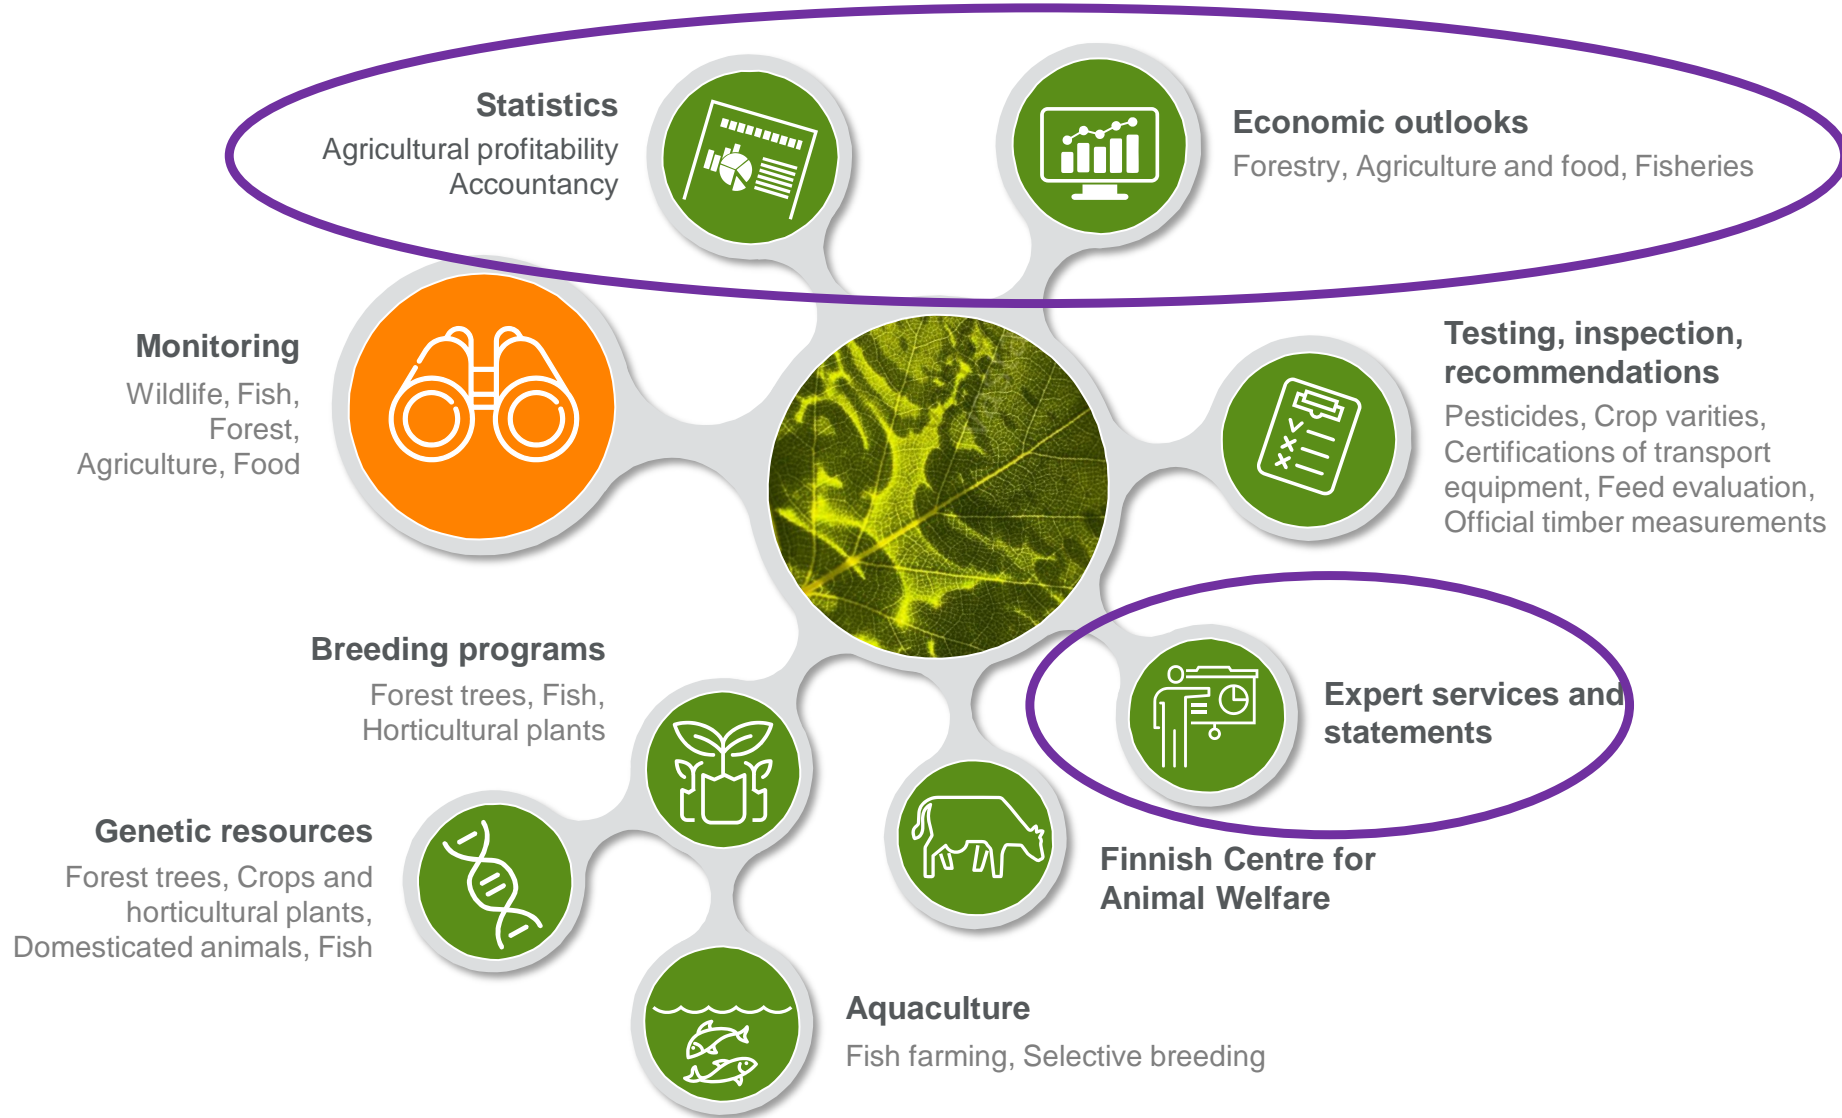 Statistics
Agricultural profitability
Accountancy
Economic outlooks
Forestry, Agriculture and food, Fisheries
Monitoring
Wildlife, Fish,
Forest,
Agriculture, Food
Testing, inspection,
recommendations
Pesticides, Crop varities,
Certifications of transport
equipment, Feed evaluation,
Official timber measurements
Breeding programs
Forest trees, Fish,
Horticultural plants
Expert services and
statements
Genetic resources
Forest trees, Crops and
horticultural plants,
Domesticated animals, Fish
Finnish Centre for
Animal Welfare
Aquaculture
Fish farming, Selective breeding